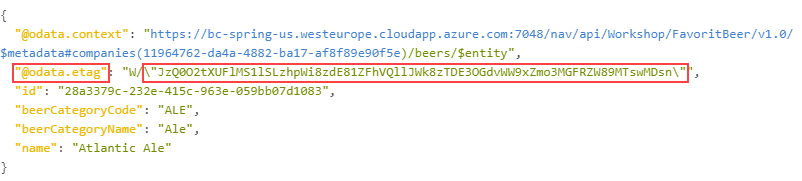 {
"@odata.context": "https://bc-spring-us.westeurope.cloudapp.azure.com:7048/nav/api/Workshop/FavoritBeer/v1.0/
$metadata#companies(11964762-da4a-4882-ba17-af8f89e90f5e)/beers/$entity",
"@odata.etag": "W/\"JzQ0O2tXUFlMS1lSLzhpWi8zdE81ZFhVQllJWk8zTDE3OGdvWW9xZmo3MGFRZW89MTswMDsn\"",
"id": "28a3379c-232e-415c-963e-059bb07d1083",
"beerCategoryCode": "ALE",
"beerCategoryName": "Ale",
"name": "Atlantic Ale"
}